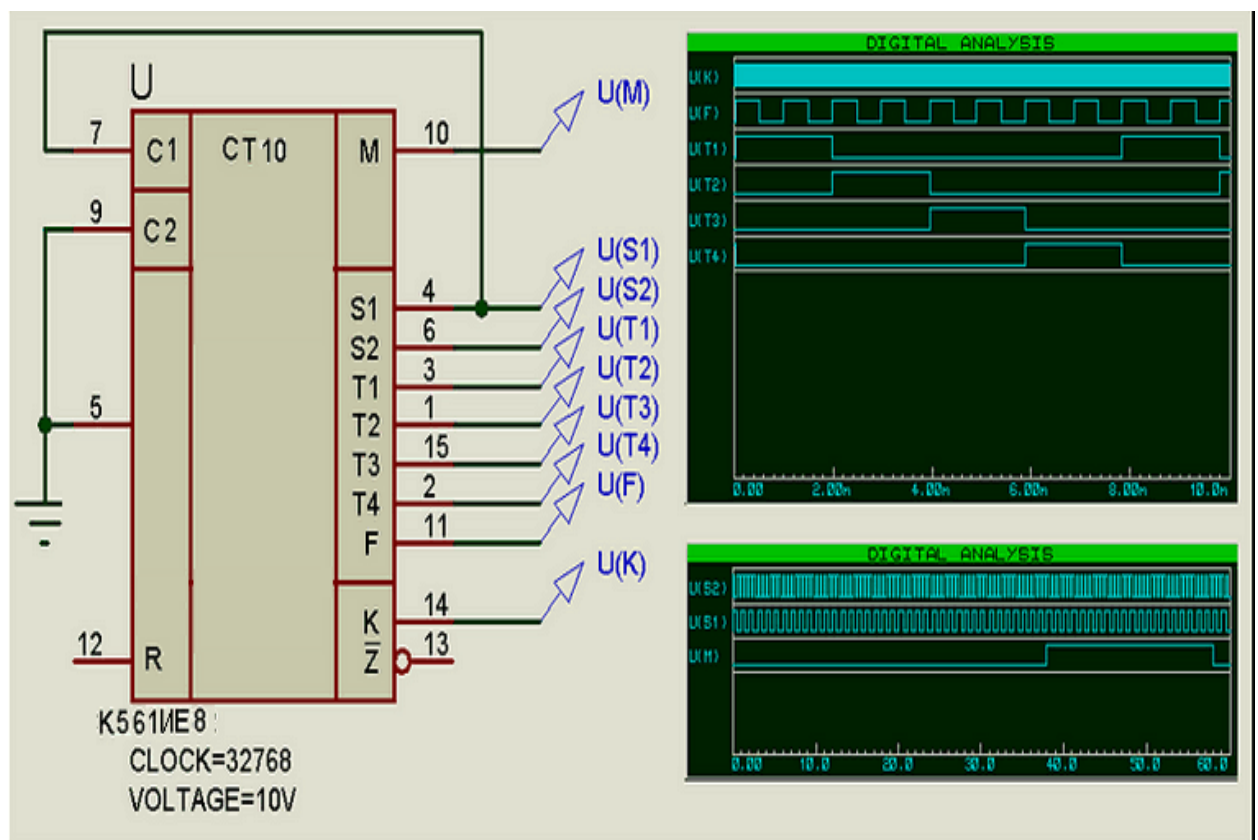 U
7
C1
CT10
M
10
U(M)
9
C2
U(S1)
S1
4
U(S2)
S2
6
U(T1)
T1
3
U(T2)
5
T2
1
U(T3)
T3
15
U(T4)
T4
2
U(F)
F
11
U(K)
K
14
12
R
Z
13
K561ИE8
CLOCK=32768
VOLTAGE=10V
DIGITAL ANALYSIS
U(K)
U(F)
U(T1)
U(T2)
U(T3)
U(T4)
0.00 2.00m 4.00m 6.00m 8.00m 10.0m
DIGITAL ANALYSIS
U(S2)
U(S1)
U(M)
0.00 10.0 20.0 30.0 40.0 50.0 60.0